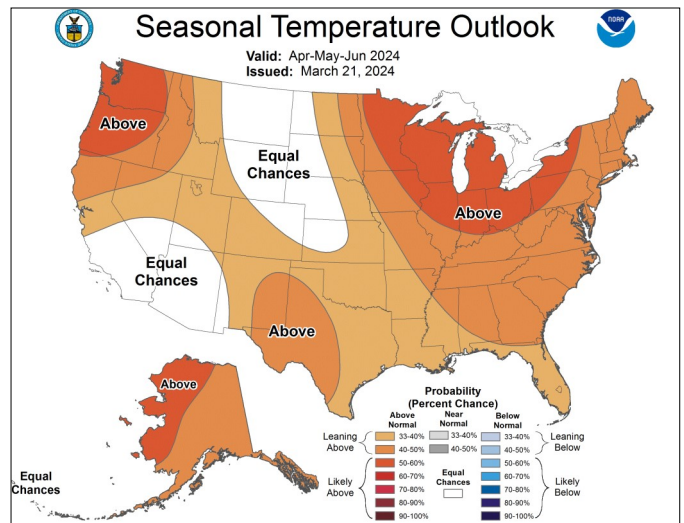 Seasonal Temperature Outlook
NOAA
Valid: Apr-May-Jun 2024
Issued: March 21, 2024
Above
Equal
Chances
Above
Equal
Chances
Above
Above
Equal
Chances
Probability
(Percent Chance)
Above
Normal
Near
Normal
Below
Normal
Leaning
Above
33-40%
33-40%
33-40%
Leaning
Below
40-50%
40-50%
40-50%
Likely
Above
50-60%
60-70%
70-80%
80-90%
90-100%
Equal
Chances
50-60%
60-70%
70-80%
80-90%
90-100%
Likely
Below